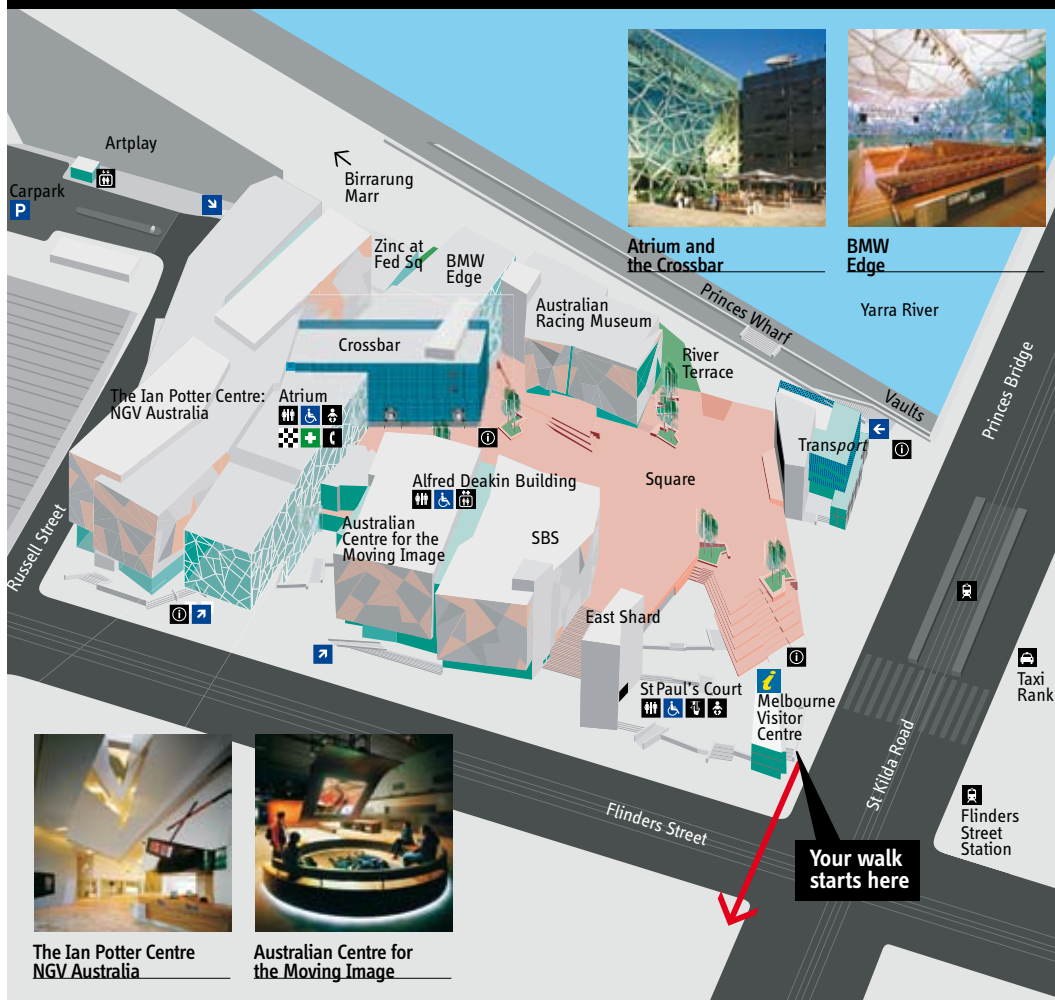 Artplay
Carpark
P
Birrarung
Marr
Zinc at
Fed Sq
BMW
Edge
Atrium and
the Crossbar
BMW
Edge
Australian
Racing Museum
Princes Wharf
Yarra River
Crossbar
River
Terrace
Princes Bridge
Vaults
The Ian Potter Centre:
NGV Australia
Atrium
Transport
Square
Alfred Deakin Building
Australian
Centre for the
Moving Image
SBS
Russell Street
East Shard
St Paul's Court
i
Melbourne
Visitor
Centre
Taxi
Rank
St Kilda Road
Flinders Street
Flinders
Street
Station
Your walk
starts here
The Ian Potter Centre
NGV Australia
Australian Centre for
the Moving Image